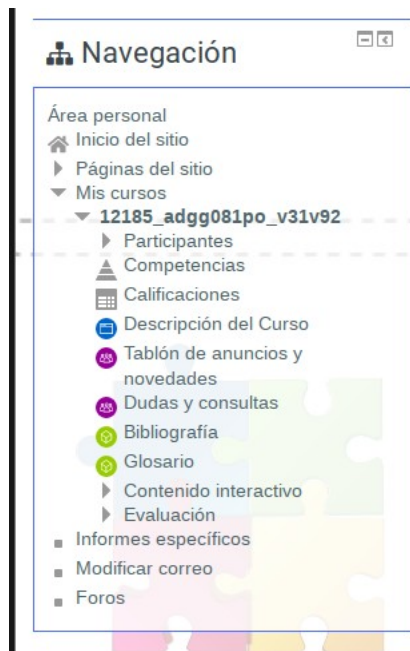 Navegación
Área personal
Inicio del sitio
Páginas del sitio
Mis cursos
12185_adgg081po_v31v92
Participantes
Competencias
Calificaciones
Descripción del Curso
Tablón de anuncios y
novedades
Dudas y consultas
Bibliografía
Glosario
Contenido interactivo
Evaluación
Informes específicos
Modificar correo
Foros